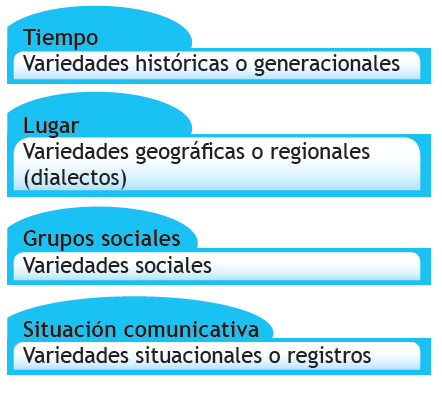 Tiempo
Variedades históricas o generacionales
Lugar
Variedades geográficas o regionales
(dialectos)
Grupos sociales
Variedades sociales
Situación comunicativa
Variedades situacionales o registros